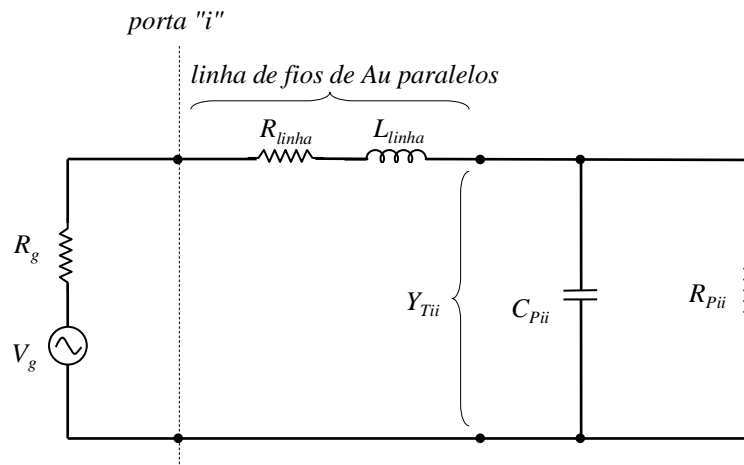 porta "i"
linha de fios de Au paralelos
R_linha L_linha
R_g
V_g
Y_Tii
C_Pii
R_Pii